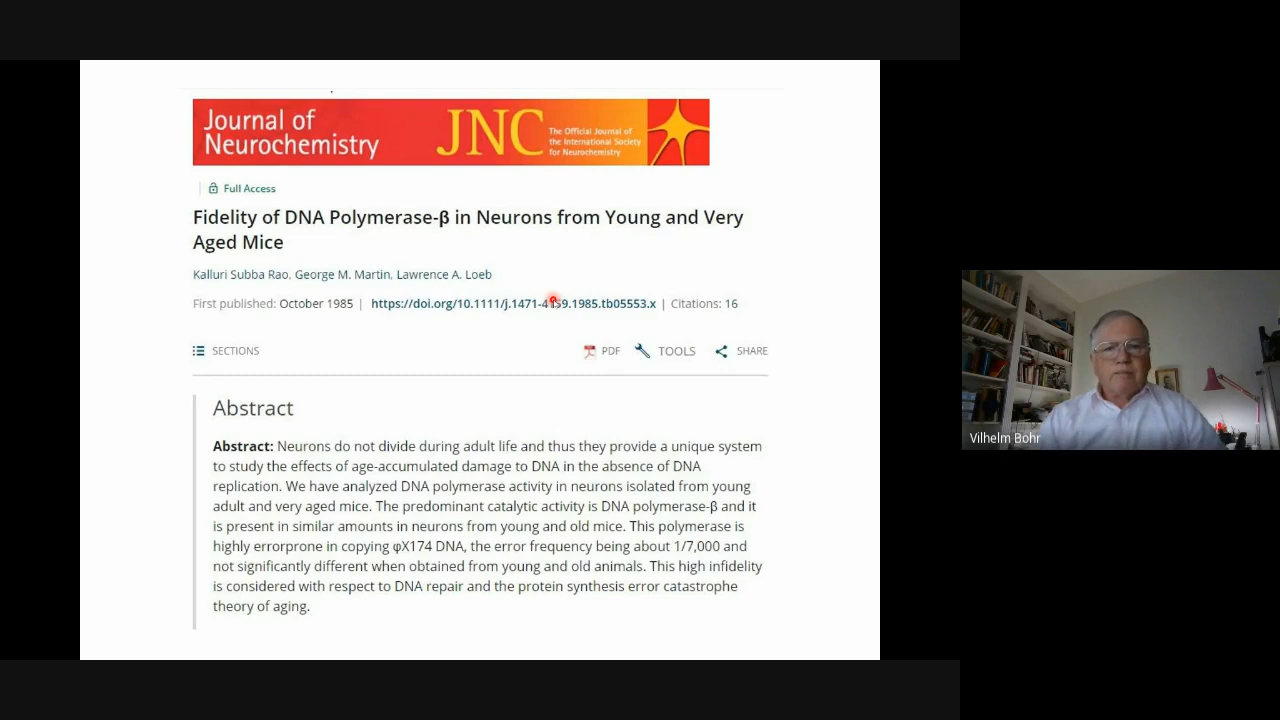 Journal of
Neurochemistry
JNC
The Official Journal of
the International Society
for Neurochemistry
Full Access
Fidelity of DNA Polymerase-β in Neurons from Young and Very
Aged Mice
Kalluri Subba Rao, George M. Martin, Lawrence A. Loeb
First published: October 1985 | https://doi.org/10.1111/j.1471-4159.1985.tb05553.x | Citations: 16
SECTIONS PDF TOOLS SHARE
Abstract
Abstract: Neurons do not divide during adult life and thus they provide a unique system
to study the effects of age-accumulated damage to DNA in the absence of DNA
replication. We have analyzed DNA polymerase activity in neurons isolated from young
adult and very aged mice. The predominant catalytic activity is DNA polymerase-β and it
is present in similar amounts in neurons from young and old mice. This polymerase is
highly errorprone in copying φX174 DNA, the error frequency being about 1/7,000 and
not significantly different when obtained from young and old animals. This high infidelity
is considered with respect to DNA repair and the protein synthesis error catastrophe
theory of aging.
Vilhelm Bohr